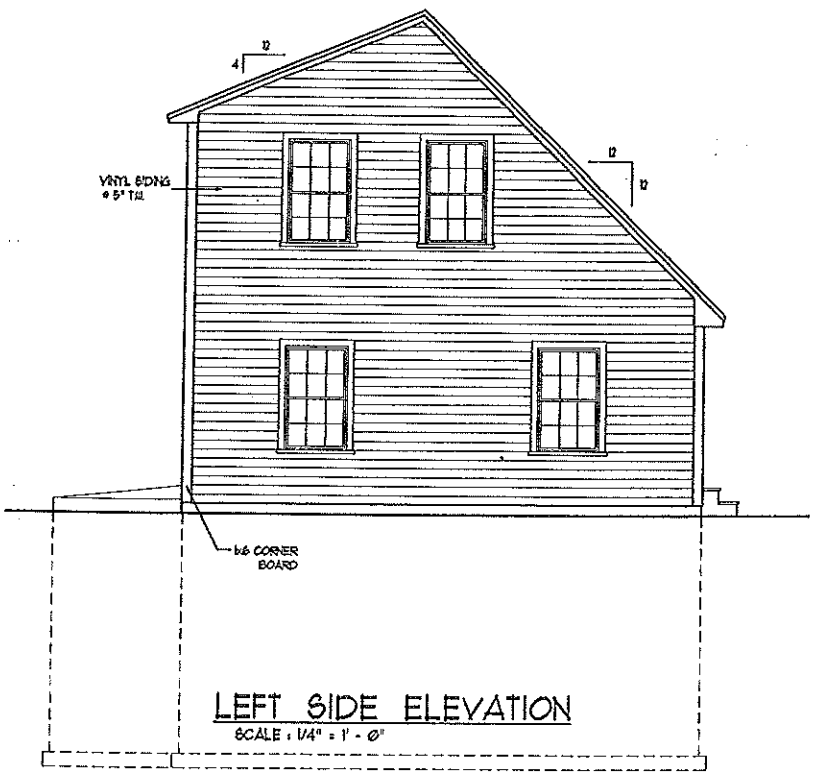 12
4
12
12
VINYL SIDING
@ 5" T.W.
1x6 CORNER
BOARD
LEFT SIDE ELEVATION
SCALE : 1/4" = 1' - 0"